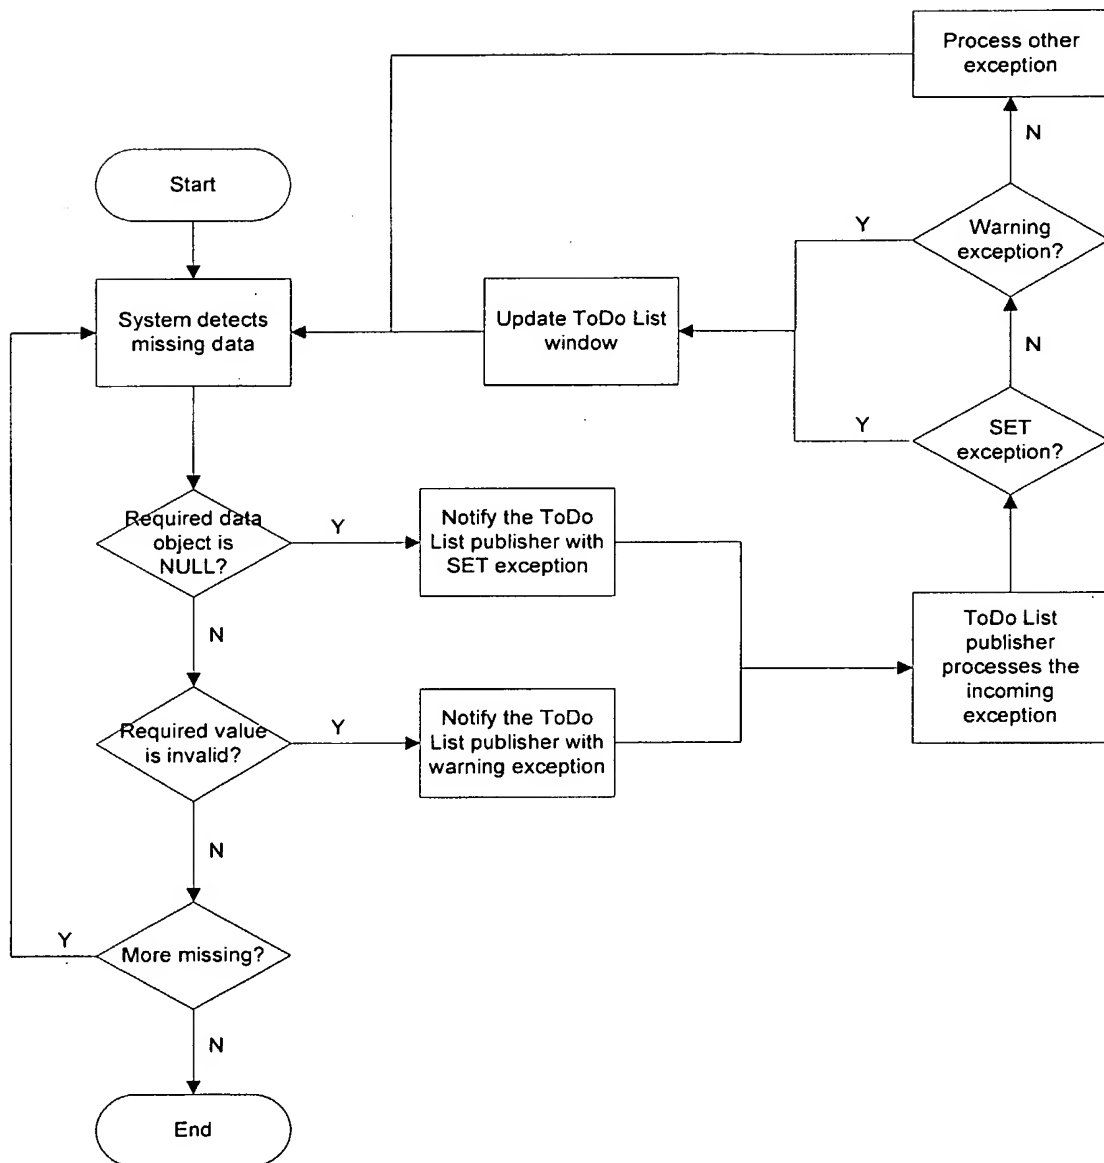 Process other
exception
N
Start
Y
Warning
exception?
System detects
missing data
Update ToDo List
window
N
Y
SET
exception?
Required data
object is
NULL?
Y
Notify the ToDo
List publisher with
SET exception
N
ToDo List
publisher
processes the
incoming
exception
Required value
is invalid?
Y
Notify the ToDo
List publisher with
warning exception
N
Y
More missing?
N
End